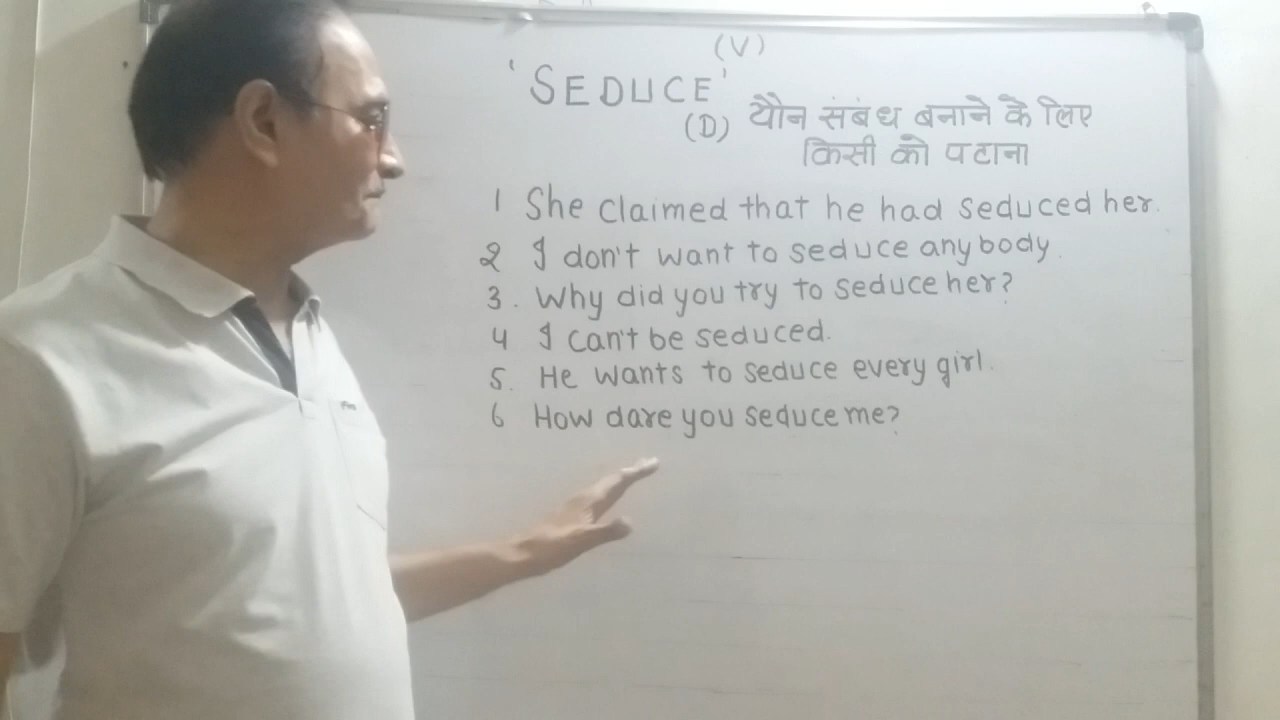 (V)
'SEDUCE'
(D) यौन संबंध बनाने के लिए
किसी को पटाना
1 She claimed that he had seduced her.
2 I don't want to seduce anybody.
3. Why did you try to seduce her?
4 I can't be seduced.
5. He wants to seduce every girl.
6 How dare you seduce me?